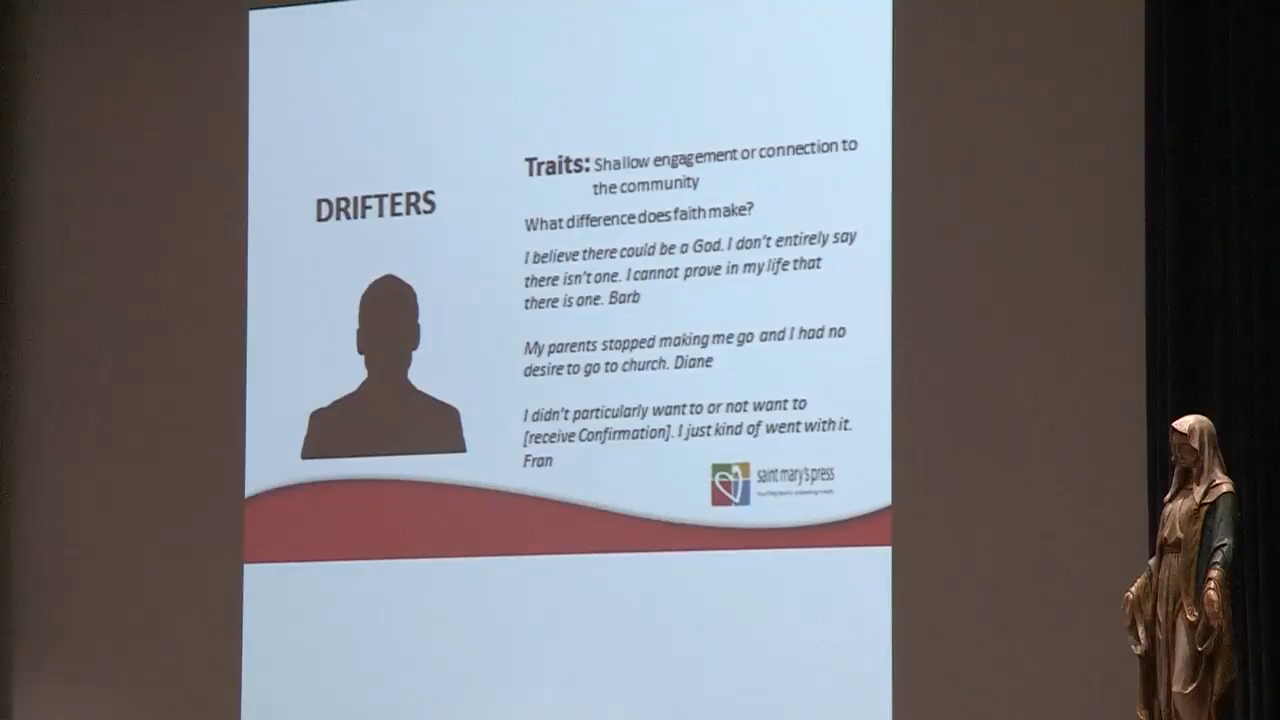 DRIFTERS
Traits: Shallow engagement or connection to
the community
What difference does faith make?
I believe there could be a God. I don't entirely say
there isn't one. I cannot prove in my life that
there is one. Barb
My parents stopped making me go and I had no
desire to go to church. Diane
I didn't particularly want to or not want to
[receive Confirmation]. I just kind of went with it.
Fran
saint mary's press